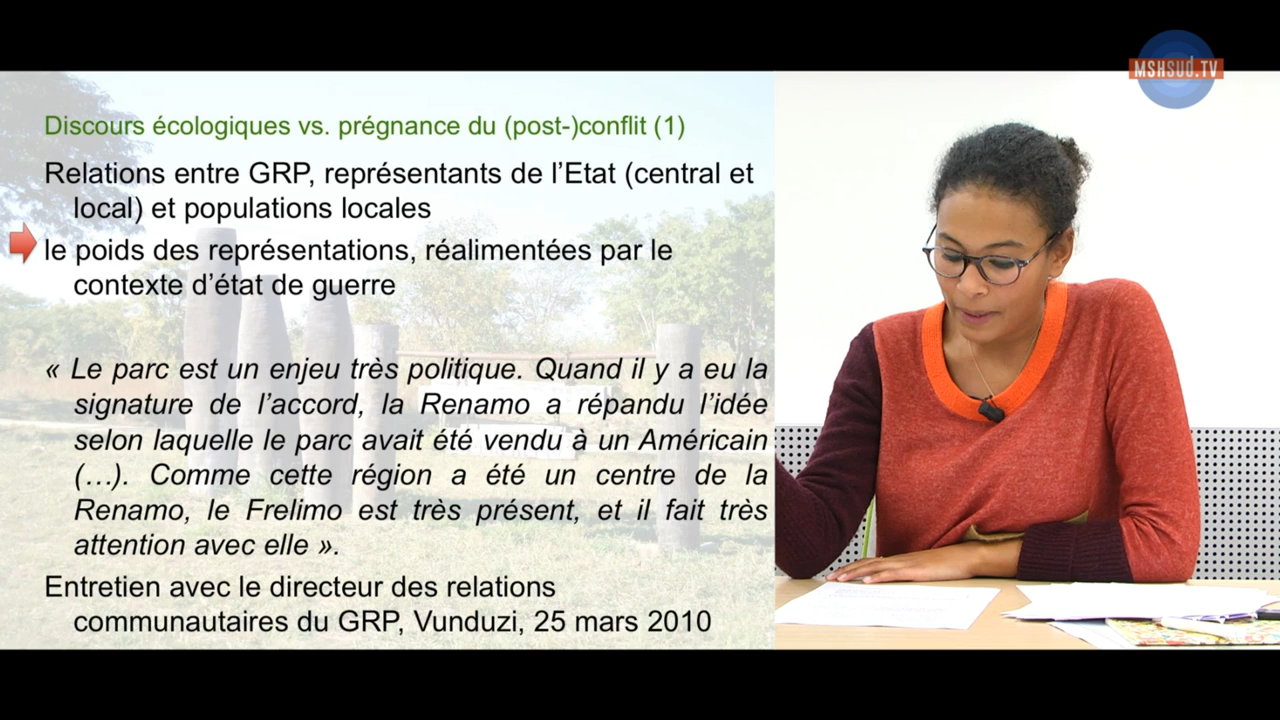 MSHSUD.TV
Discours écologiques vs. prégnance du (post-)conflit (1)
Relations entre GRP, représentants de l’Etat (central et
local) et populations locales
le poids des représentations, réalimentées par le
contexte d’état de guerre
« Le parc est un enjeu très politique. Quand il y a eu la
signature de l’accord, la Renamo a répandu l’idée
selon laquelle le parc avait été vendu à un Américain
(…). Comme cette région a été un centre de la
Renamo, le Frelimo est très présent, et il fait très
attention avec elle ».
Entretien avec le directeur des relations
communautaires du GRP, Vunduzi, 25 mars 2010